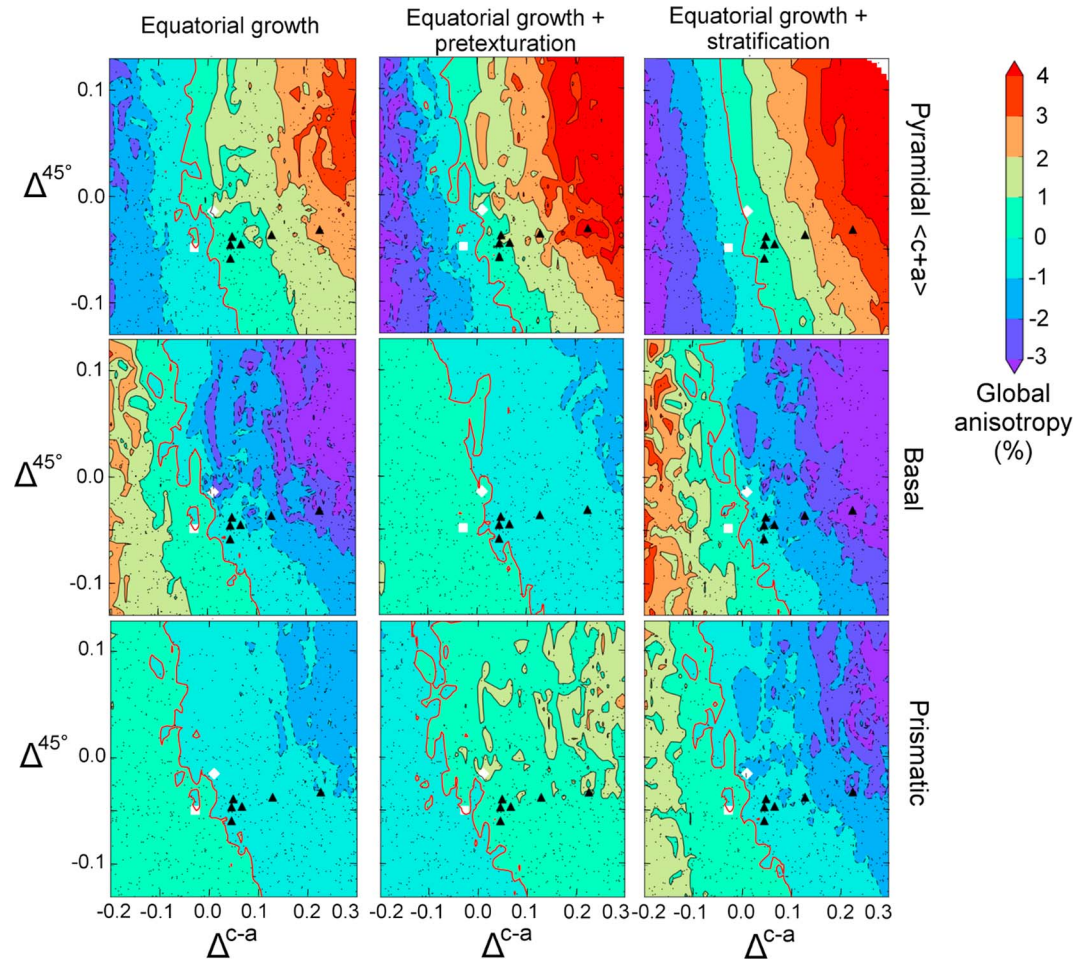 Equatorial growth
Equatorial growth +
pretexturation
Equatorial growth +
stratification
0.1
Δ45°
0.0
-0.1
Pyramidal <c+a>
4
3
2
1
0
-1
-2
-3
Global
anisotropy
(%)
0.1
Δ45°
0.0
-0.1
Basal
0.1
Δ45°
0.0
-0.1
Prismatic
-0.2 -0.1 0.0 0.1 0.2 0.3
-0.2 -0.1 0.0 0.1 0.2 0.3
-0.2 -0.1 0.0 0.1 0.2 0.3
Δc-a
Δc-a
Δc-a